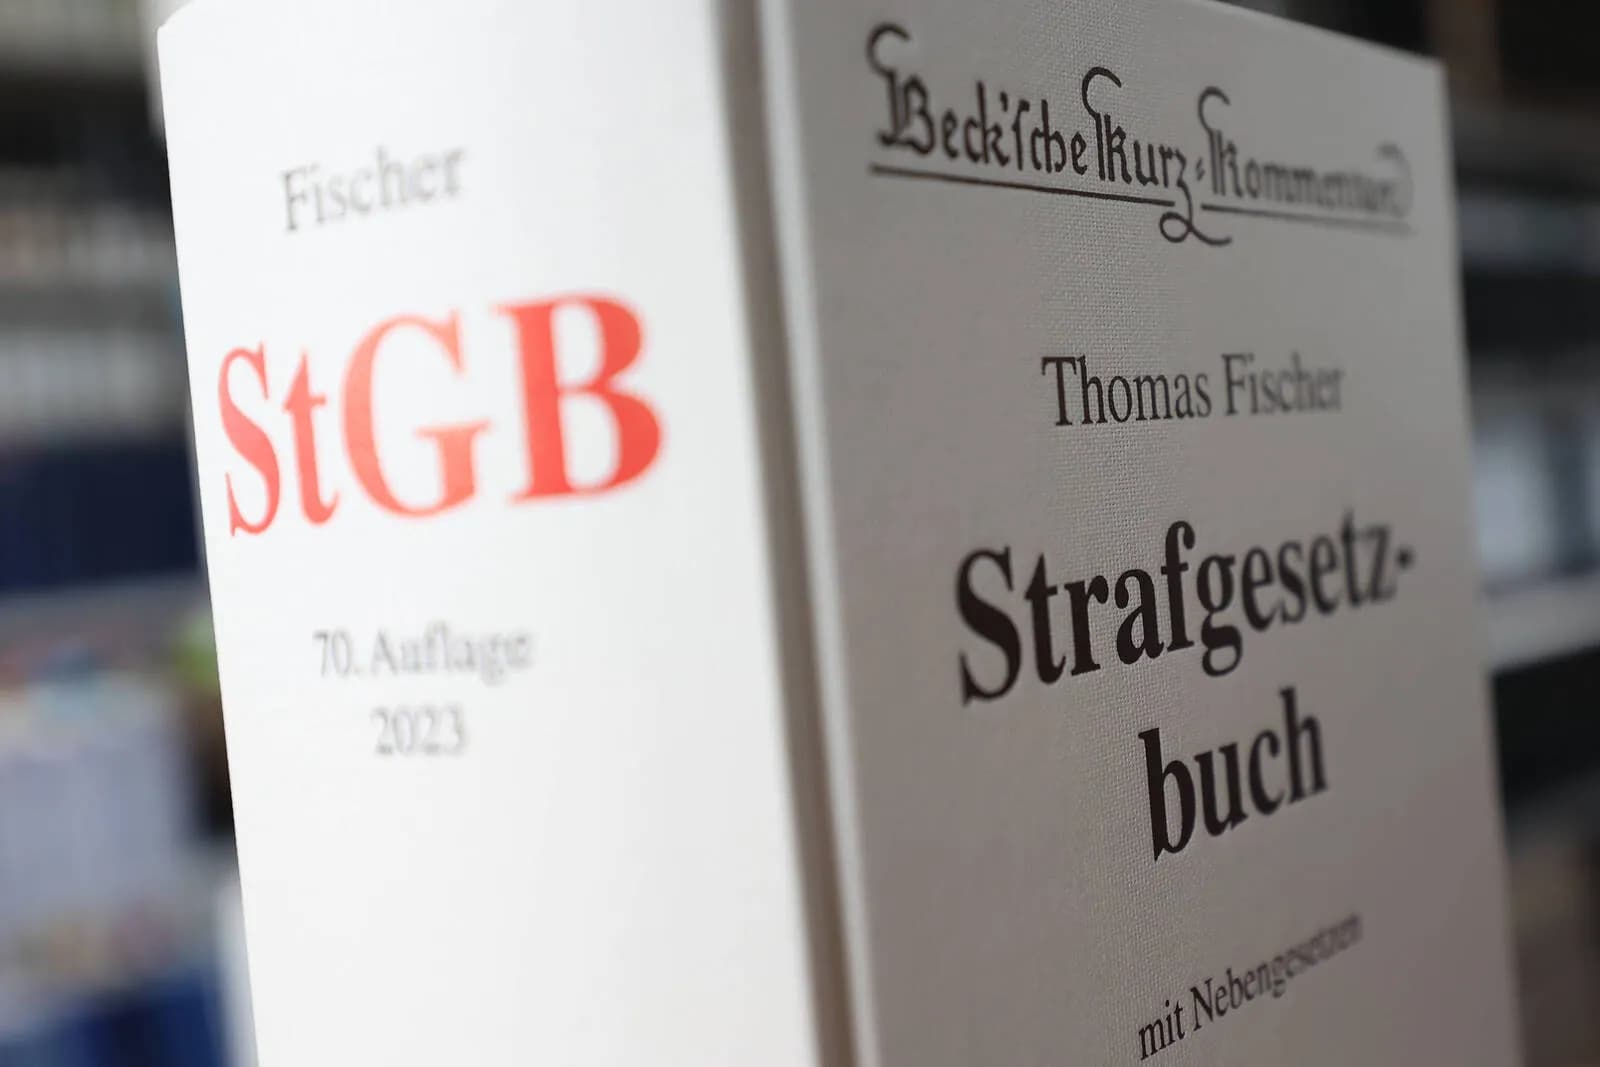 Fischer
StGB
70. Auflage
2023
Beck'sche Kurz-Kommentare
Thomas Fischer
Strafgesetz-
buch
mit Nebengesetzen